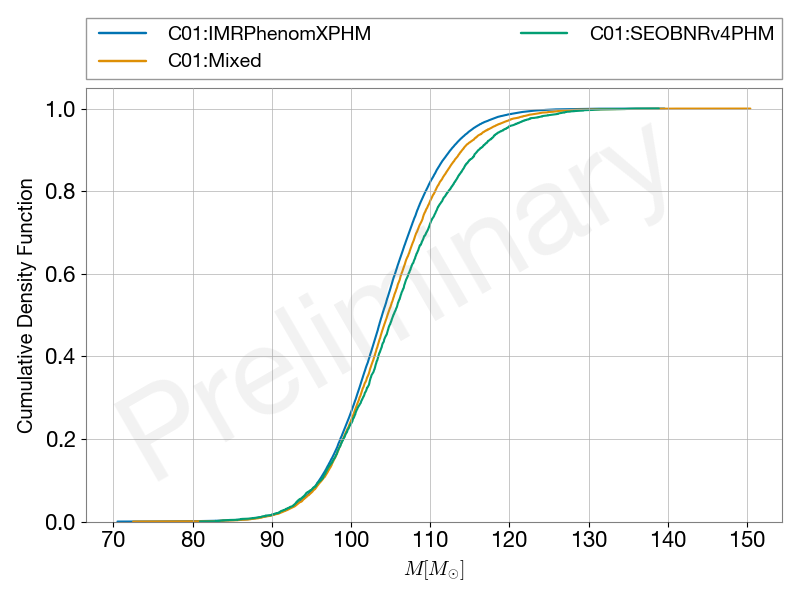 C01:IMRPhenomXPHM
C01:SEOBNRv4PHM
C01:Mixed
Preliminary
Cumulative Density Function
1.0
0.8
0.6
0.4
0.2
0.0
70 80 90 100 110 120 130 140 150
M[M⊙]